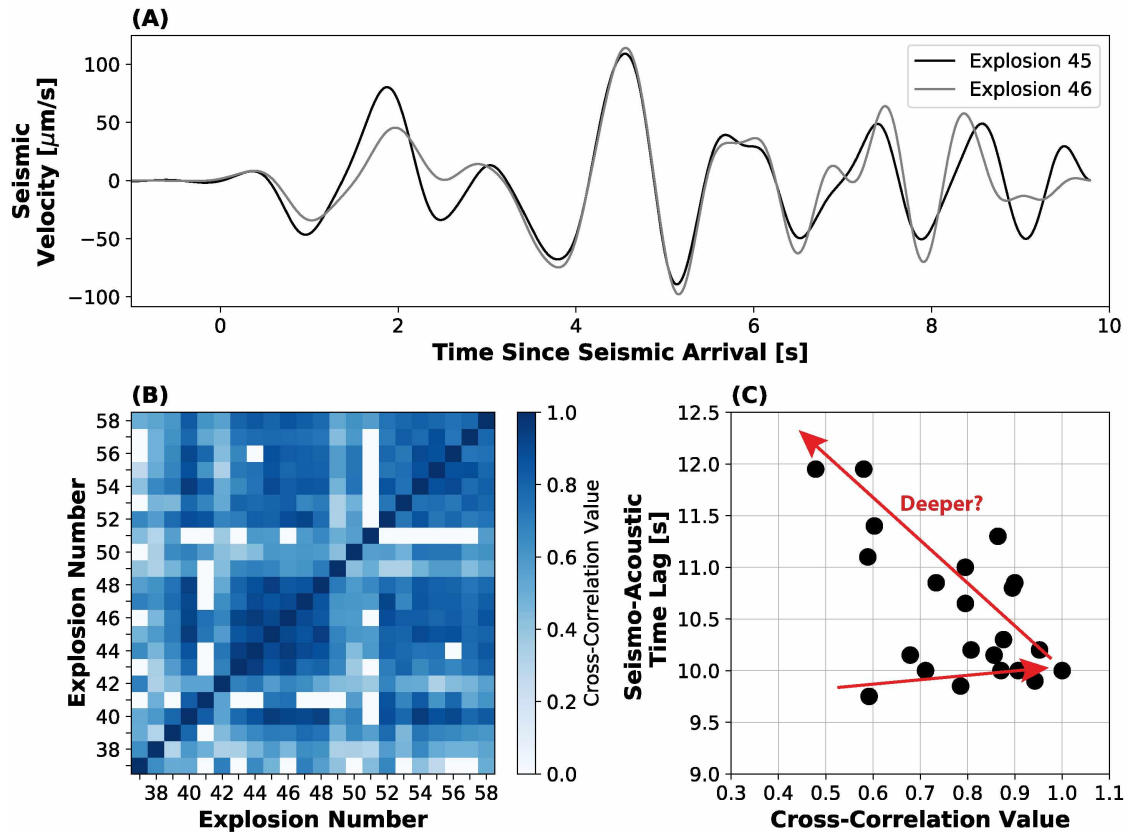 (A)
Seismic
Velocity [μm/s]
100
50
0
−50
−100
Explosion 45
Explosion 46
0 2 4 6 8 10
Time Since Seismic Arrival [s]
(B)
Explosion Number
58
56
54
52
50
48
46
44
42
40
38
38 40 42 44 46 48 50 52 54 56 58
Explosion Number
1.0
0.8
0.6
0.4
0.2
0.0
Cross-Correlation Value
(C)
Seismo-Acoustic
Time Lag [s]
12.5
12.0
11.5
11.0
10.5
10.0
9.5
9.0
Deeper?
0.3 0.4 0.5 0.6 0.7 0.8 0.9 1.0 1.1
Cross-Correlation Value